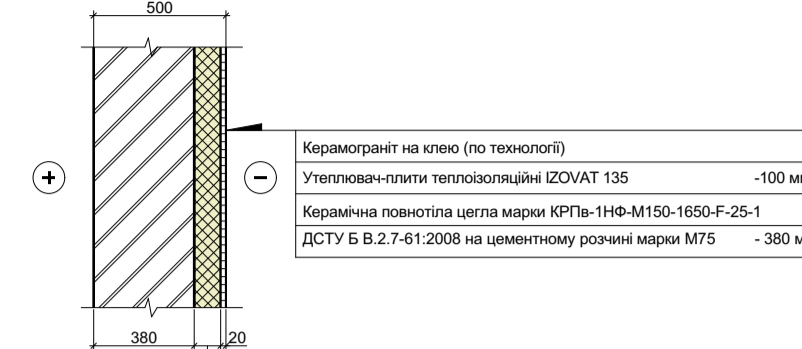 500
+
−
Керамограніт на клею (по технології)
Утеплювач-плити теплоізоляційні IZOVAT 135 -100 м
Керамічна повнотіла цегла марки КРПв-1НФ-М150-1650-F-25-1
ДСТУ Б В.2.7-61:2008 на цементному розчині марки М75 - 380 м
380 20